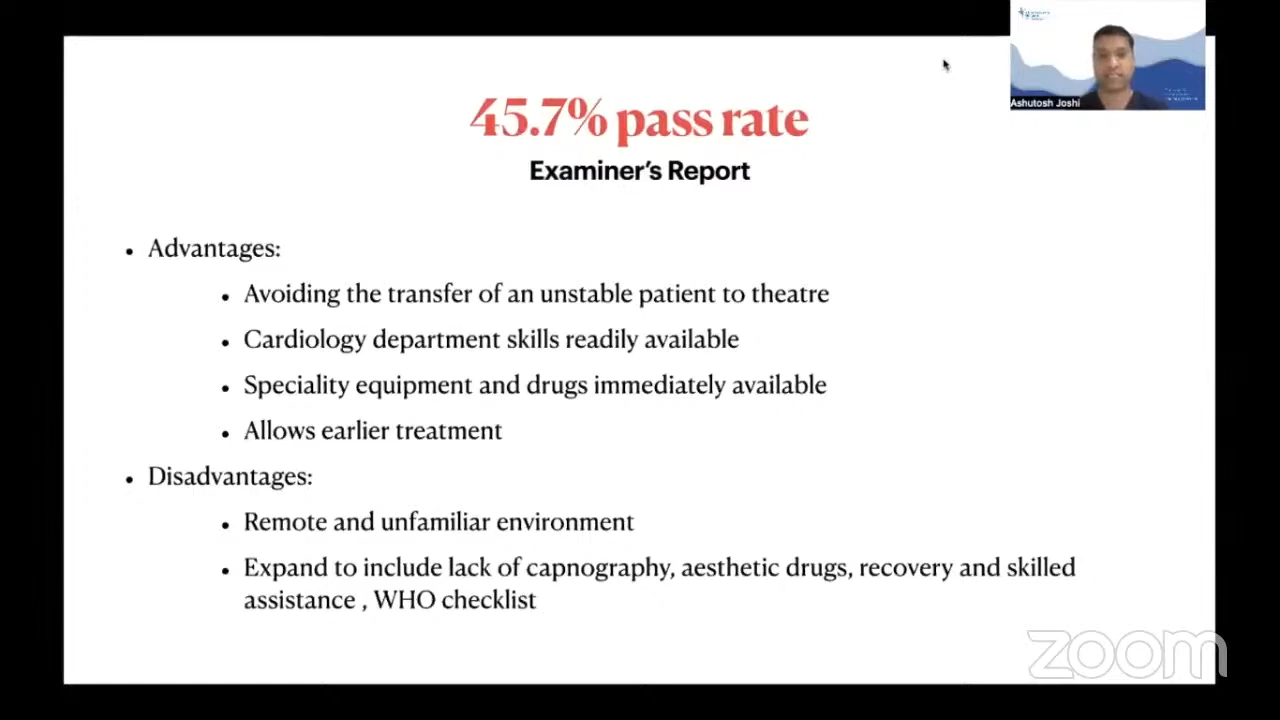 45.7% pass rate
Examiner's Report
Ashutosh Joshi
• Advantages:
• Avoiding the transfer of an unstable patient to theatre
• Cardiology department skills readily available
• Speciality equipment and drugs immediately available
• Allows earlier treatment
• Disadvantages:
• Remote and unfamiliar environment
• Expand to include lack of capnography, aesthetic drugs, recovery and skilled
assistance , WHO checklist
zoom